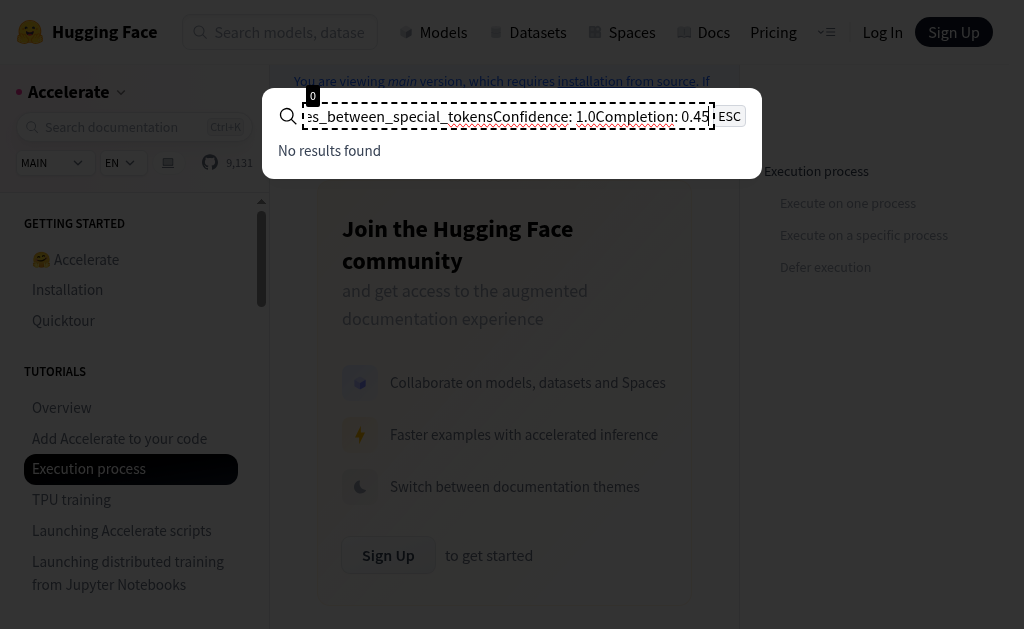 Hugging Face
Search models, datase
Models
Datasets
Spaces
Docs
Pricing
Log In
Sign Up
Accelerate
Search documentation
Ctrl+K
MAIN
EN
9,131
You are viewing main version, which requires installation from source. If
0
es_between_special_tokensConfidence: 1.0Completion: 0.45
ESC
No results found
GETTING STARTED
🤗 Accelerate
Installation
Quicktour
TUTORIALS
Overview
Add Accelerate to your code
Execution process
TPU training
Launching Accelerate scripts
Launching distributed training
from Jupyter Notebooks
Join the Hugging Face
community
and get access to the augmented
documentation experience
Collaborate on models, datasets and Spaces
Faster examples with accelerated inference
Switch between documentation themes
Sign Up
to get started
Execution process
Execute on one process
Execute on a specific process
Defer execution